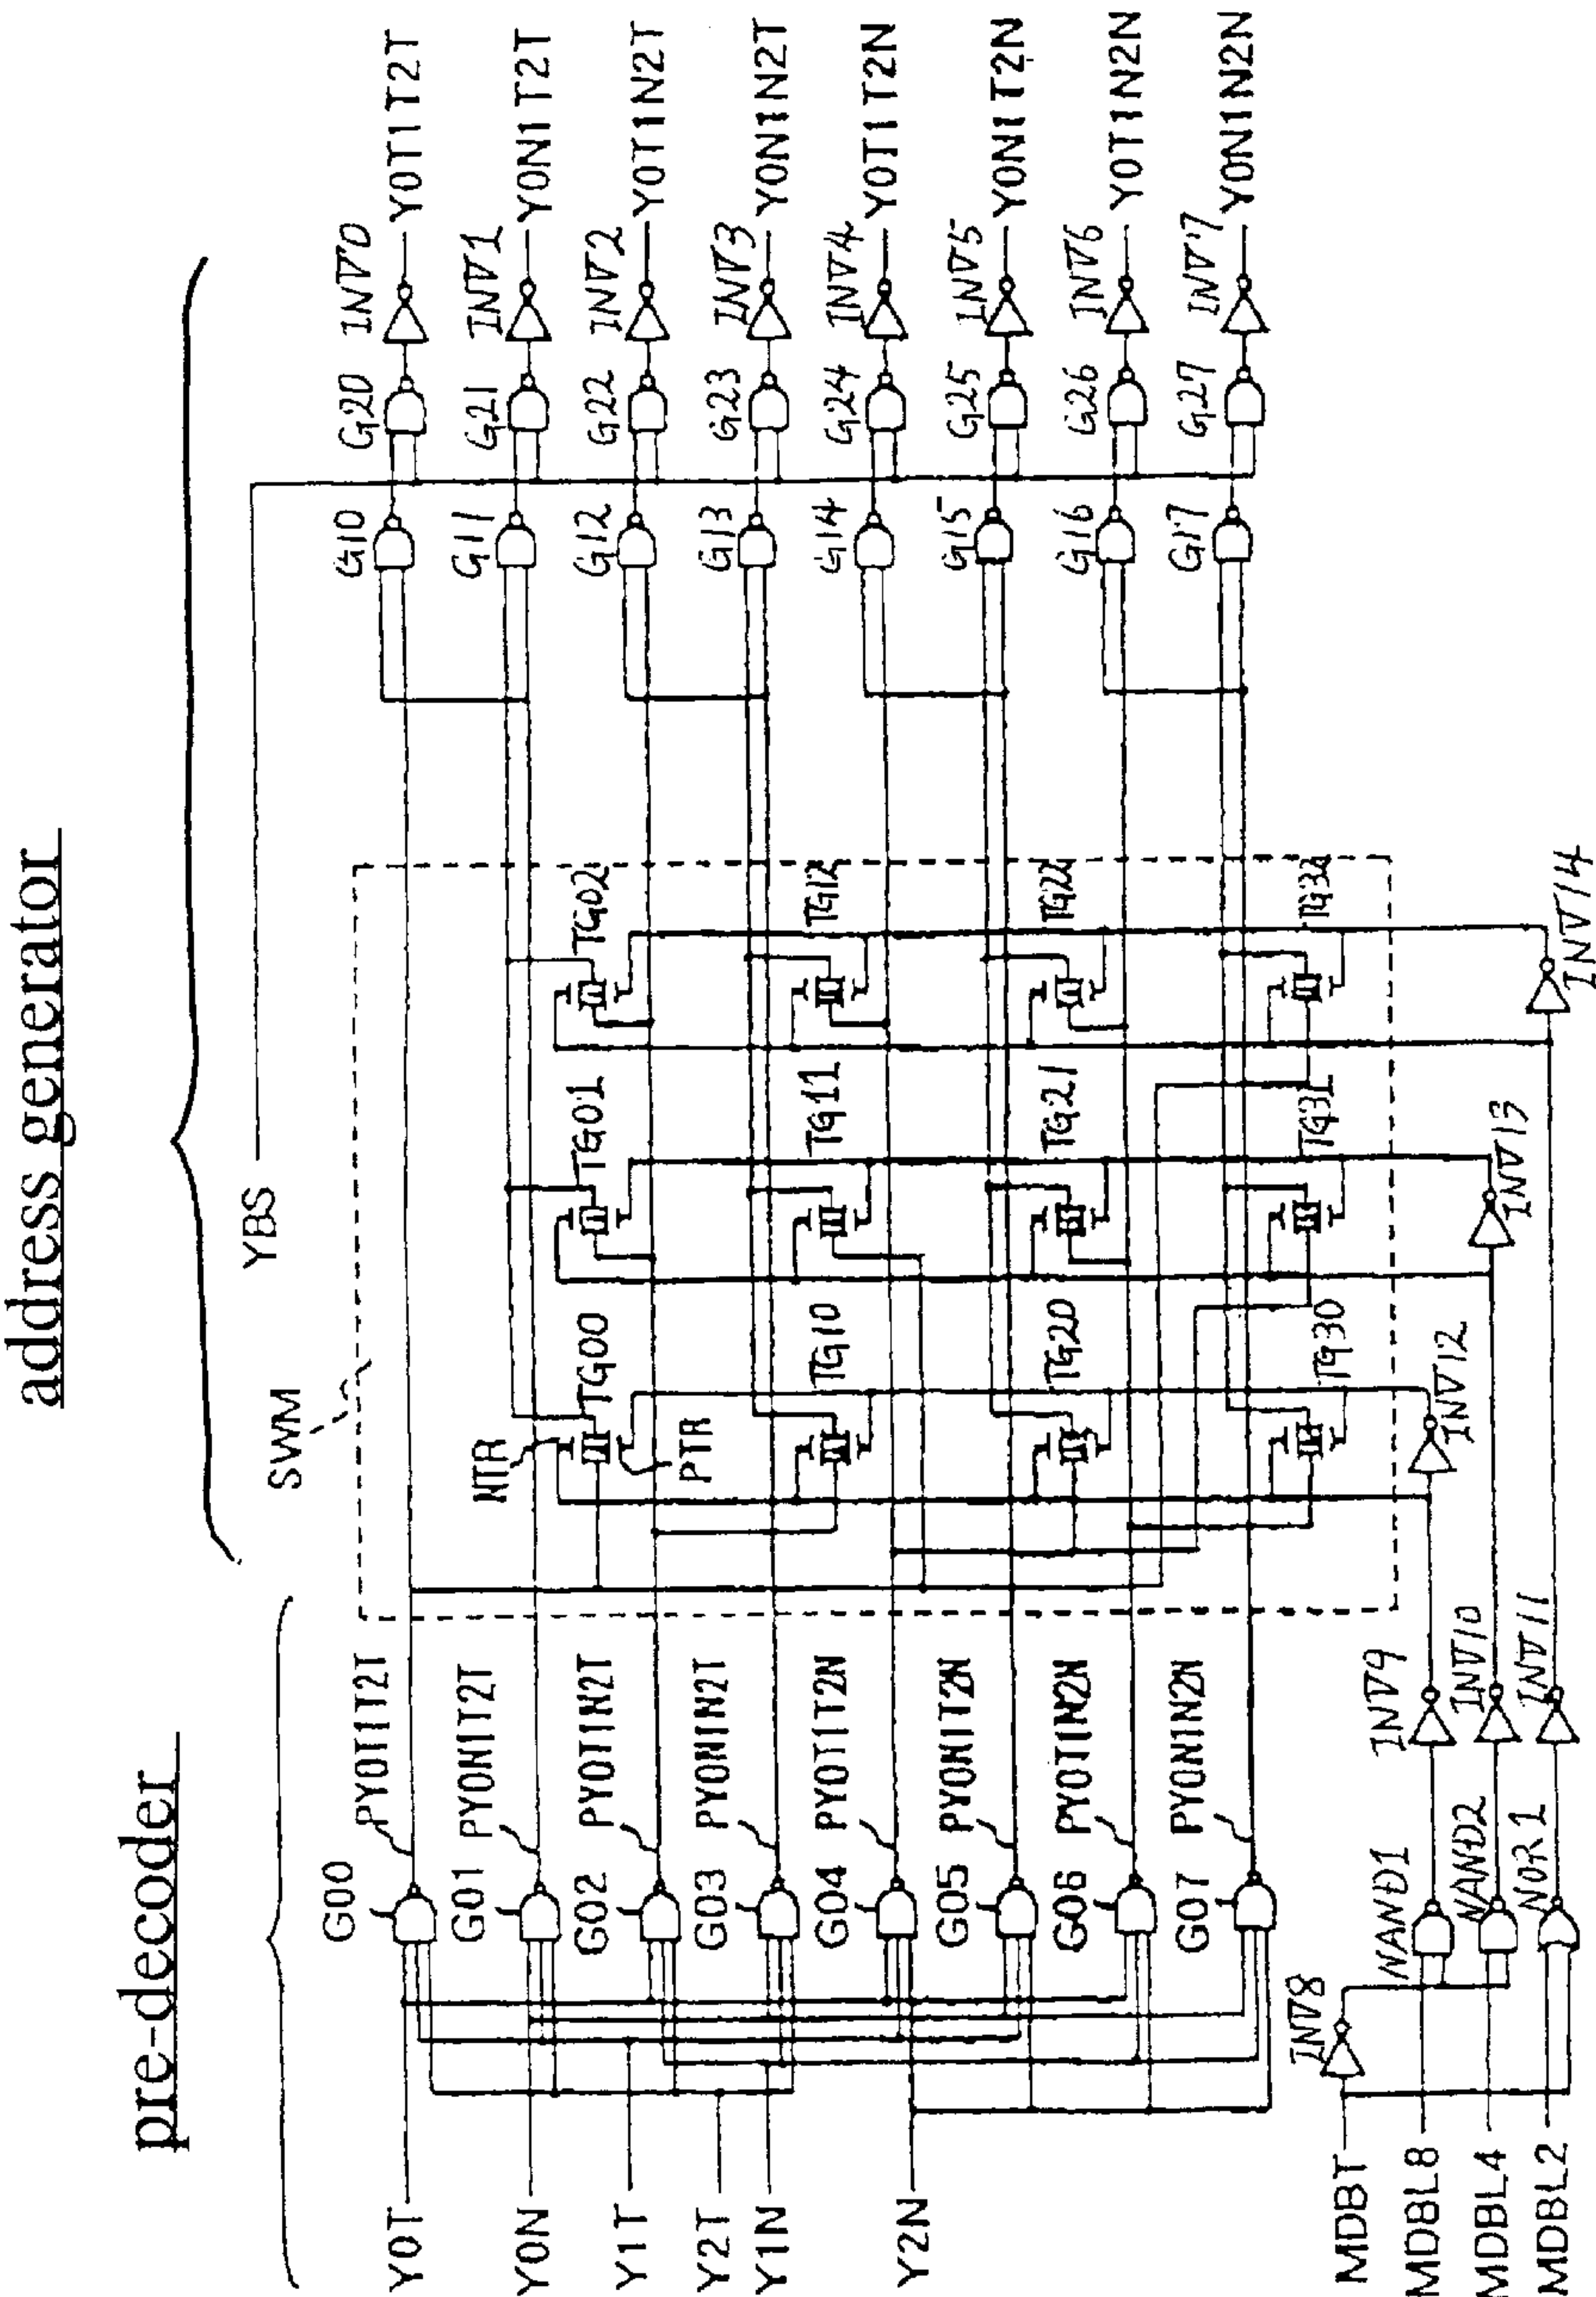 address generator
pre-decoder
SWM
YBS
Y0T
Y0N
Y1T
Y2T
Y1N
Y2N
MDBT
MDBL8
MDBL4
MDBL2
G00
G01
G02
G03
G04
G05
G06
G07
INV8
NAND1
NAND2
NOR1
PY0T1T2T
PY0N1T2T
PY0T1N2T
PY0N1N2T
PY0T1T2N
PY0N1T2N
PY0T1N2N
PY0N1N2N
INV9
INV10
INV11
NTR
PTR
TG00
TG10
TG20
TG30
INV12
TG01
TG11
TG21
TG31
INV13
TG02
TG12
TG22
TG32
INV14
G10
G11
G12
G13
G14
G15
G16
G17
G20
G21
G22
G23
G24
G25
G26
G27
INV0
INV1
INV2
INV3
INV4
INV5
INV6
INV7
Y0T1T2T
Y0N1T2T
Y0T1N2T
Y0N1N2T
Y0T1T2N
Y0N1T2N
Y0T1N2N
Y0N1N2N